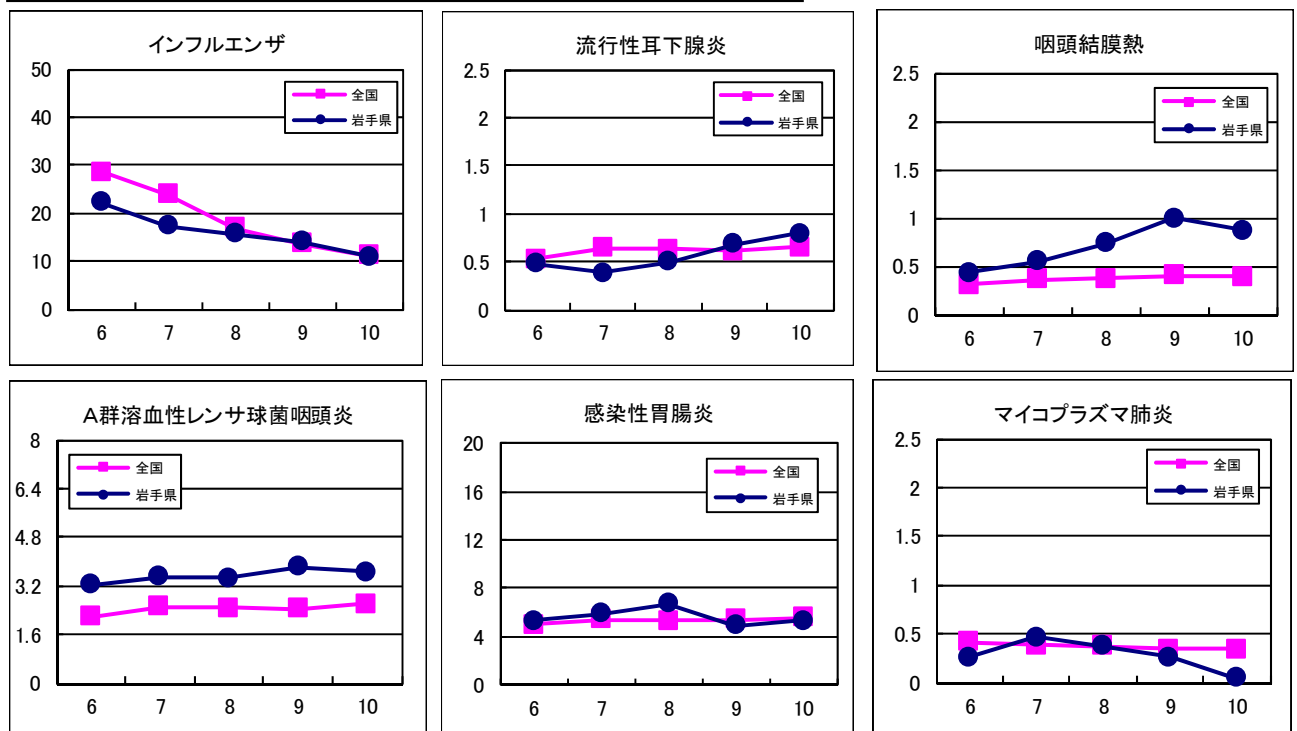 インフルエンザ
50
40
30
20
10
0
6 7 8 9 10
全国
岩手県
流行性耳下腺炎
2.5
2
1.5
1
0.5
0
6 7 8 9 10
全国
岩手県
咽頭結膜熱
2.5
2
1.5
1
0.5
0
6 7 8 9 10
全国
岩手県
A群溶血性レンサ球菌咽頭炎
8
6.4
4.8
3.2
1.6
0
6 7 8 9 10
全国
岩手県
感染性胃腸炎
20
16
12
8
4
0
6 7 8 9 10
全国
岩手県
マイコプラズマ肺炎
2.5
2
1.5
1
0.5
0
6 7 8 9 10
全国
岩手県